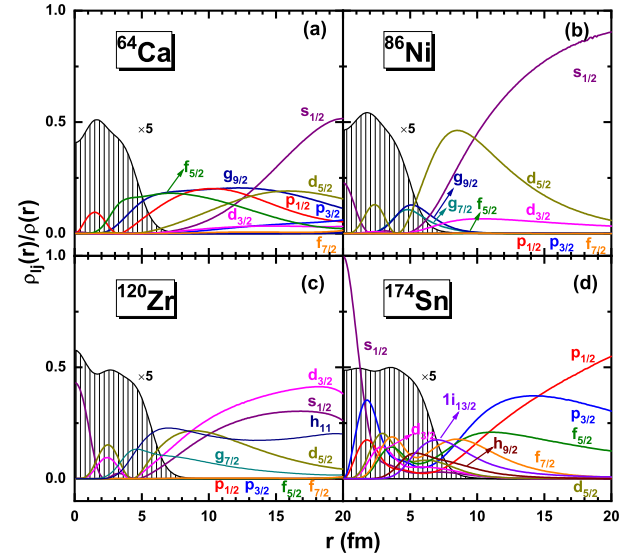 1.0
0.5
0.0
0.5
0.0
ρlj(r)/ρ(r)
64Ca
(a)
×5
s1/2
f5/2
g9/2
d5/2
p1/2
p3/2
d3/2
f7/2
86Ni
(b)
×5
s1/2
d5/2
g9/2
g7/2
f5/2
d3/2
p1/2 p3/2 f7/2
120Zr
(c)
×5
d3/2
s1/2
h11
d5/2
g7/2
p1/2 p3/2 f5/2 f7/2
174Sn
(d)
×5
s1/2
p1/2
1i13/2
p3/2
d3/2
f5/2
h9/2
f7/2
d5/2
0 5 10 15 20
0 5 10 15 20
r (fm)